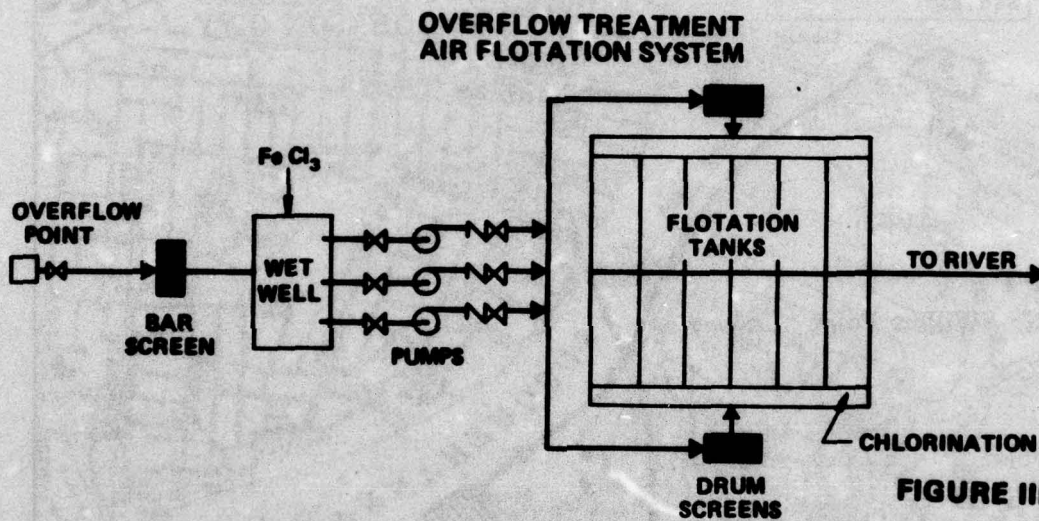 OVERFLOW TREATMENT
AIR FLOTATION SYSTEM
Fe Cl₃
OVERFLOW
POINT
BAR
SCREEN
WET
WELL
PUMPS
FLOTATION
TANKS
TO RIVER
CHLORINATION
DRUM
SCREENS